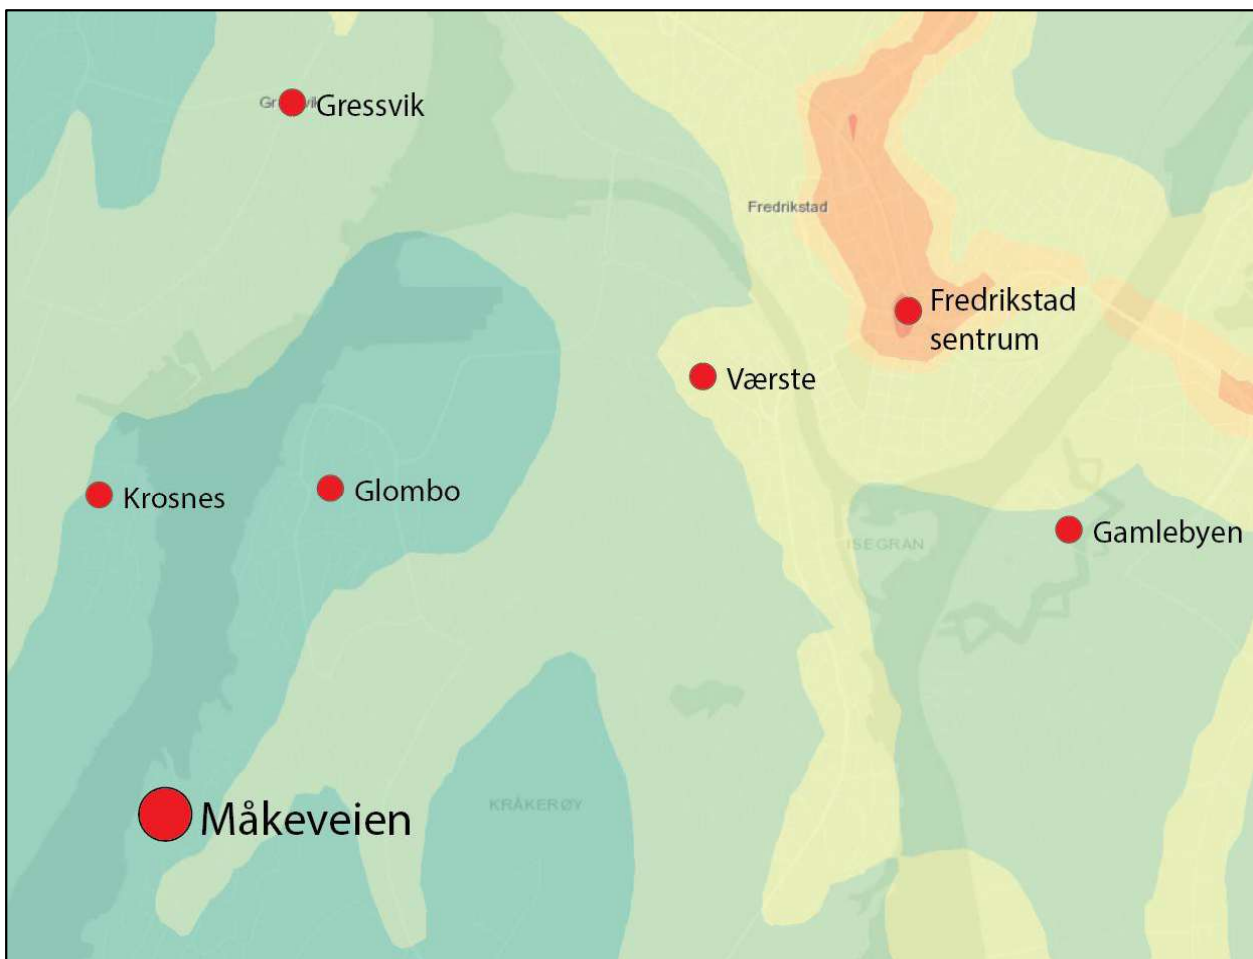 Gressvik
Fredrikstad
Fredrikstad
sentrum
Værste
Krosnes
Glombo
ISEGRAN
Gamlebyen
KRÅKERØY
Måkeveien